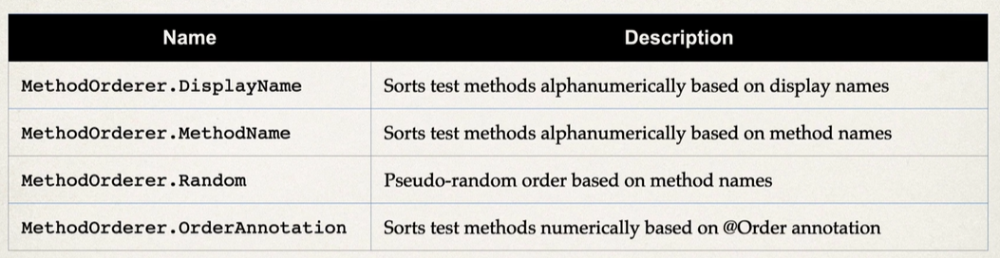 Name Description
MethodOrderer.DisplayName Sorts test methods alphanumerically based on display names
MethodOrderer.MethodName Sorts test methods alphanumerically based on method names
MethodOrderer.Random Pseudo-random order based on method names
MethodOrderer.OrderAnnotation Sorts test methods numerically based on @Order annotation